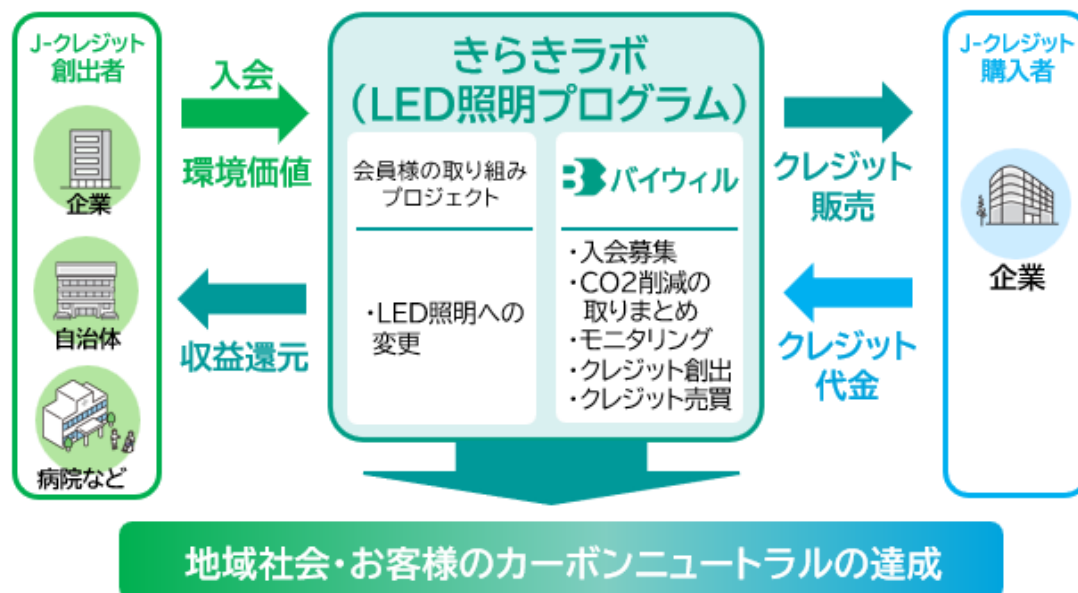 J-クレジット
創出者
企業
自治体
病院など
入会
環境価値
収益還元
きらきラボ
（LED照明プログラム）
会員様の取り組み
プロジェクト
・LED照明への
変更
バイウィル
・入会募集
・CO2削減の
取りまとめ
・モニタリング
・クレジット創出
・クレジット売買
クレジット
販売
クレジット
代金
J-クレジット
購入者
企業
地域社会・お客様のカーボンニュートラルの達成